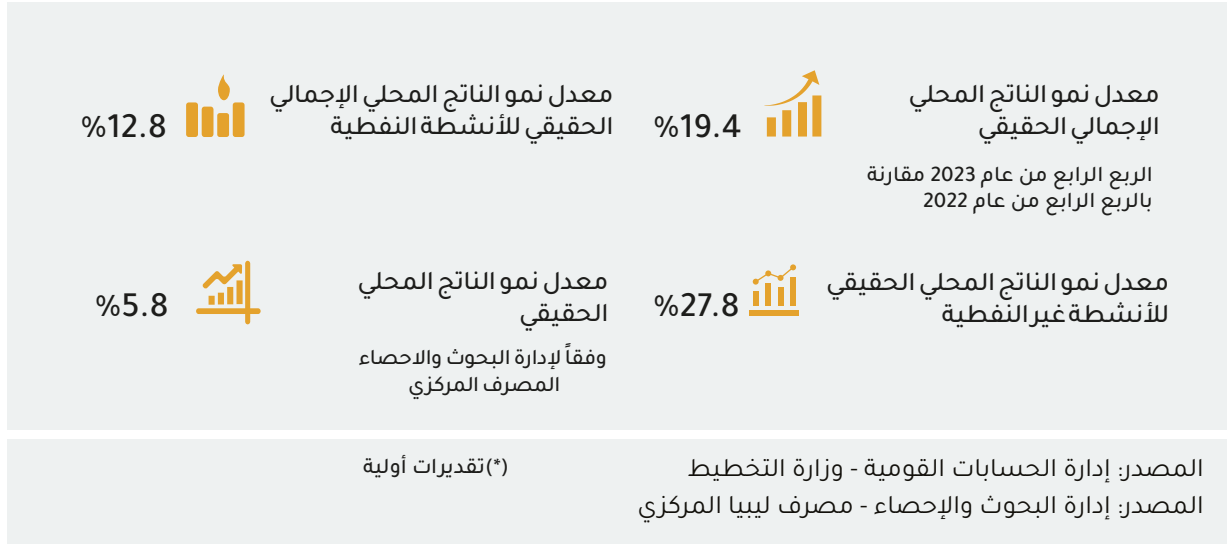 معدل نمو الناتج المحلي
الإجمالي الحقيقي
%19.4
الربع الرابع من عام 2023 مقارنة
بالربع الرابع من عام 2022
معدل نمو الناتج المحلي الإجمالي
الحقيقي للأنشطة النفطية
%12.8
معدل نمو الناتج المحلي الحقيقي
للأنشطة غير النفطية
%27.8
معدل نمو الناتج المحلي
الحقيقي
%5.8
وفقاً لإدارة البحوث والاحصاء
المصرف المركزي
المصدر: إدارة الحسابات القومية - وزارة التخطيط
(*)تقديرات أولية
المصدر: إدارة البحوث والإحصاء - مصرف ليبيا المركزي